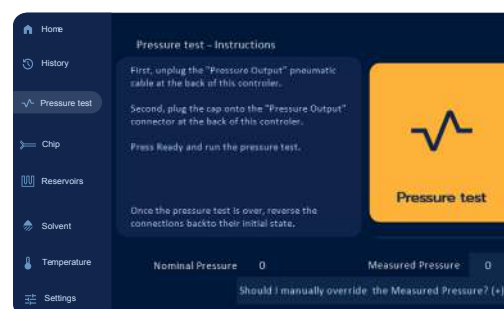 Home
History
Pressure test
Chip
Reservoirs
Solvent
Temperature
Settings
Pressure test - Instructions
First, unplug the "Pressure Output" pneumatic
cable at the back of this controler.
Second, plug the cap onto the "Pressure Output"
connector at the back of this controler.
Press Ready and run the pressure test.
Once the pressure test is over, reverse the
connections backto their initial state.
Pressure test
Nominal Pressure 0
Measured Pressure 0
Should I manually override the Measured Pressure? (+)